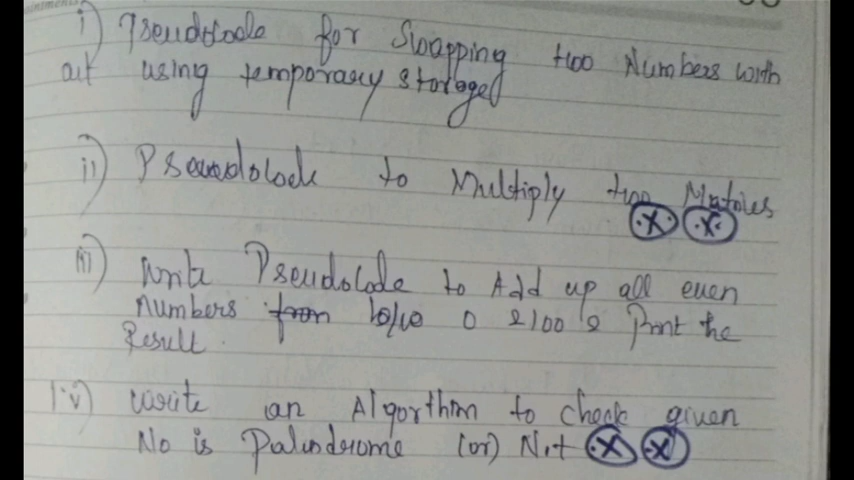 i) Pseudocode for Swapping two Numbers with
out using temporary storage
ii) Pseudocode to Multiply two Matrices
iii) Write Pseudocode to Add up all even
numbers b/w 0 & 100 & Print the
Result.
iv) write an Algorthm to check given
No is Palindrome (or) Not